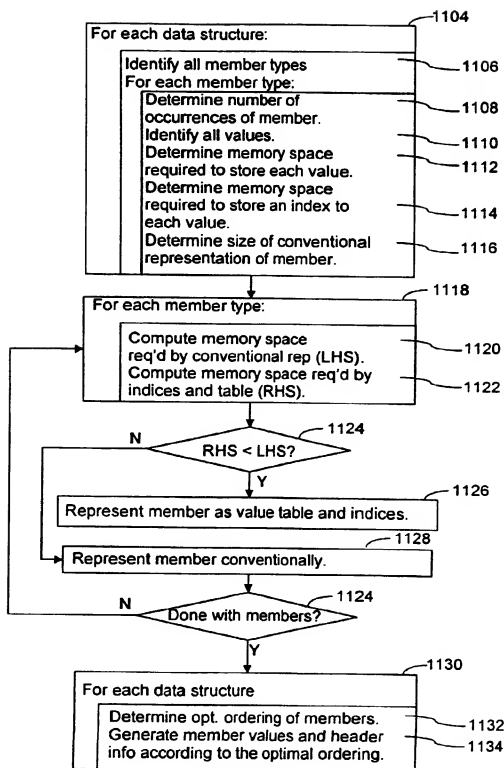 1104
For each data structure:
Identify all member types
1106
For each member type:
Determine number of
1108
occurrences of member.
Identify all values.
1110
Determine memory space
1112
required to store each value.
Determine memory space
required to store an index to
1114
each value.
Determine size of conventional
1116
representation of member.
1118
For each member type:
Compute memory space
1120
req'd by conventional rep (LHS).
Compute memory space req'd by
1122
indices and table (RHS).
1124
N
RHS < LHS?
Y
1126
Represent member as value table and indices.
1128
Represent member conventionally.
1124
N
Done with members?
Y
1130
For each data structure
Determine opt. ordering of members.
1132
Generate member values and header
1134
info according to the optimal ordering.